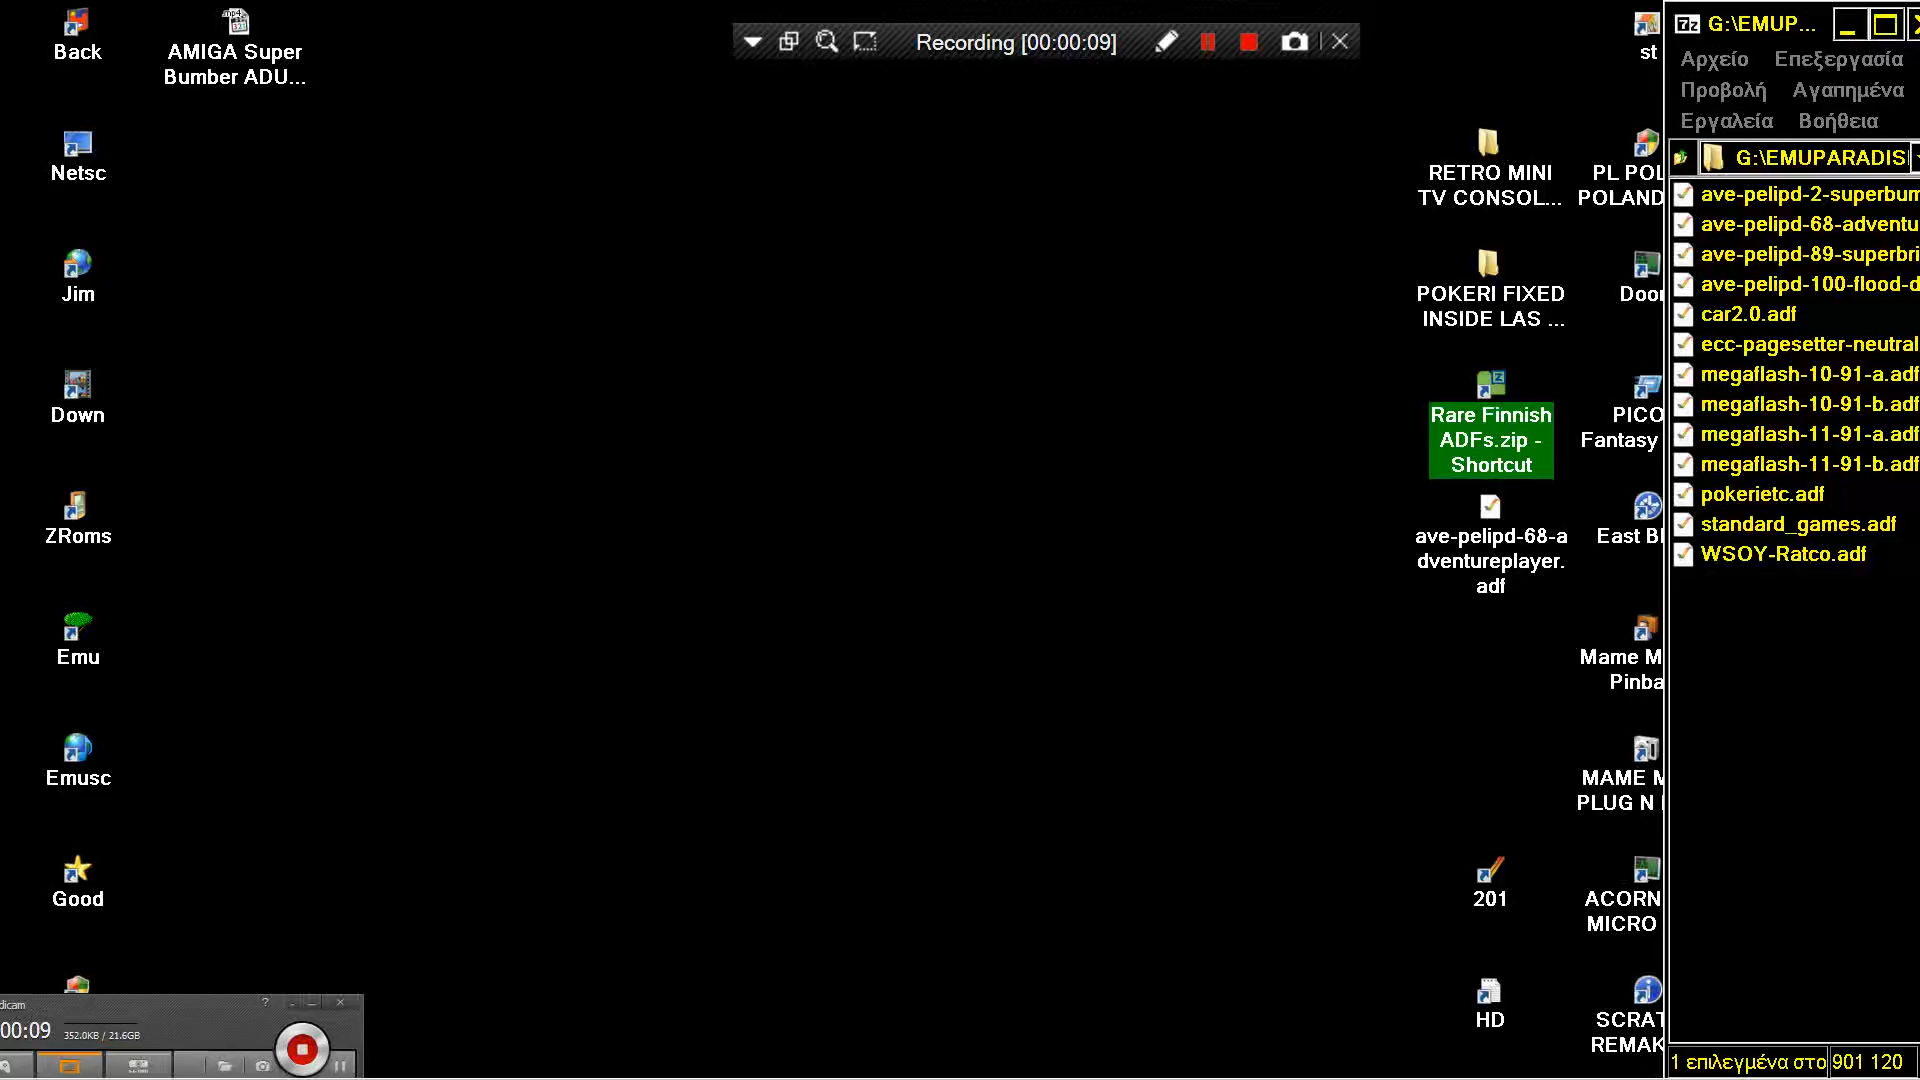 Back
AMIGA Super
Bumber ADU...
Netsc
Jim
Down
ZRoms
Emu
Emusc
Good
dicam
00:09
352.0KB / 21.6GB
Recording [00:00:09]
RETRO MINI
TV CONSOL...
POKERI FIXED
INSIDE LAS ...
Rare Finnish
ADFs.zip -
Shortcut
ave-pelipd-68-a
dventureplayer.
adf
201
HD
st
PL POL
POLAND
Door
PICO
Fantasy
East Bl
Mame M
Pinba
MAME M
PLUG N
ACORN
MICRO
SCRAT
REMAK
7z G:\EMUP...
Αρχείο Επεξεργασία
Προβολή Αγαπημένα
Εργαλεία Βοήθεια
G:\EMUPARADIS
ave-pelipd-2-superbum
ave-pelipd-68-adventu
ave-pelipd-89-superbri
ave-pelipd-100-flood-d
car2.0.adf
ecc-pagesetter-neutral
megaflash-10-91-a.adf
megaflash-10-91-b.adf
megaflash-11-91-a.adf
megaflash-11-91-b.adf
pokerietc.adf
standard_games.adf
WSOY-Ratco.adf
1 επιλεγμένα στο 901 120